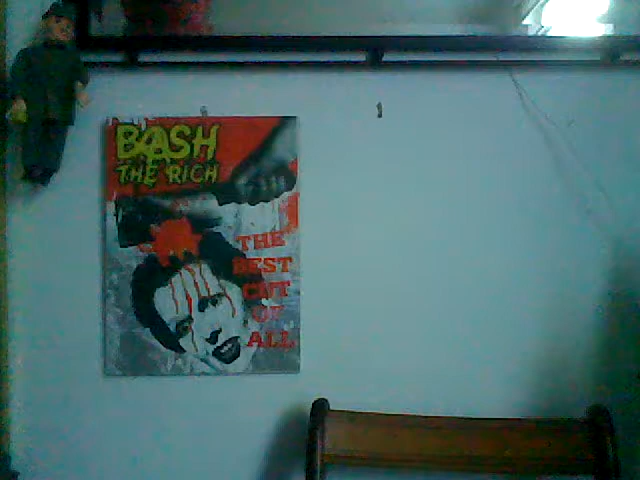 BASH
THE RICH
THE
BEST
CUT
OF
ALL